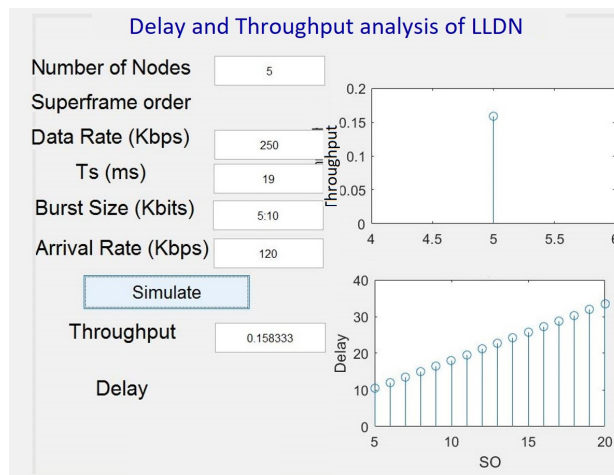 Delay and Throughput analysis of LLDN
Number of Nodes 5
Superframe order
Data Rate (Kbps) 250
Ts (ms) 19
Burst Size (Kbits) 5:10
Arrival Rate (Kbps) 120
Simulate
Throughput 0.158333
Delay
Throughput
0.2
0.15
0.1
0.05
0
4 4.5 5 5.5
Delay
40
30
20
10
0
5 10 15 20
SO